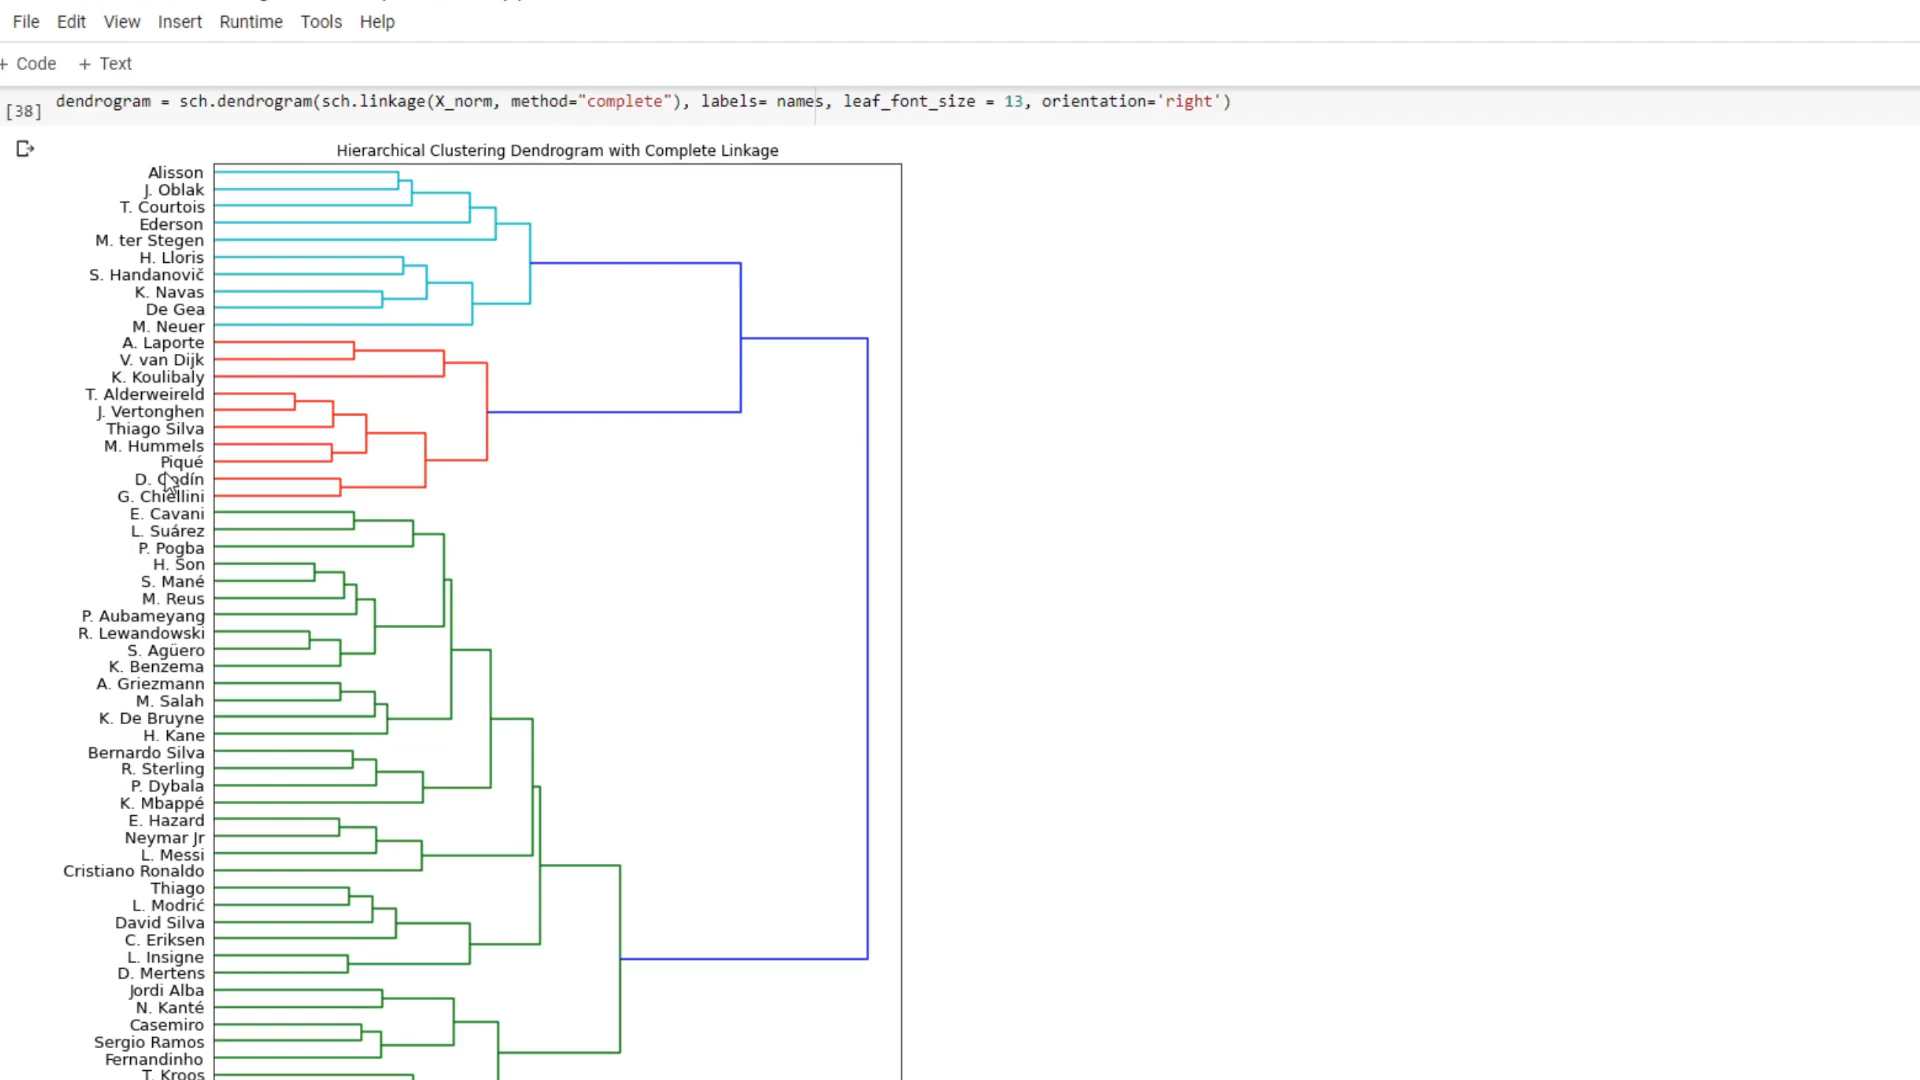 File Edit View Insert Runtime Tools Help
+ Code + Text
[38] dendrogram = sch.dendrogram(sch.linkage(X_norm, method="complete"), labels= names, leaf_font_size = 13, orientation='right')
Hierarchical Clustering Dendrogram with Complete Linkage
Alisson
J. Oblak
T. Courtois
Ederson
M. ter Stegen
H. Lloris
S. Handanovič
K. Navas
De Gea
M. Neuer
A. Laporte
V. van Dijk
K. Koulibaly
T. Alderweireld
J. Vertonghen
Thiago Silva
M. Hummels
Piqué
D. Godín
G. Chiellini
E. Cavani
L. Suárez
P. Pogba
H. Son
S. Mané
M. Reus
P. Aubameyang
R. Lewandowski
S. Agüero
K. Benzema
A. Griezmann
M. Salah
K. De Bruyne
H. Kane
Bernardo Silva
R. Sterling
P. Dybala
K. Mbappé
E. Hazard
Neymar Jr
L. Messi
Cristiano Ronaldo
Thiago
L. Modrić
David Silva
C. Eriksen
L. Insigne
D. Mertens
Jordi Alba
N. Kanté
Casemiro
Sergio Ramos
Fernandinho
T. Kroos